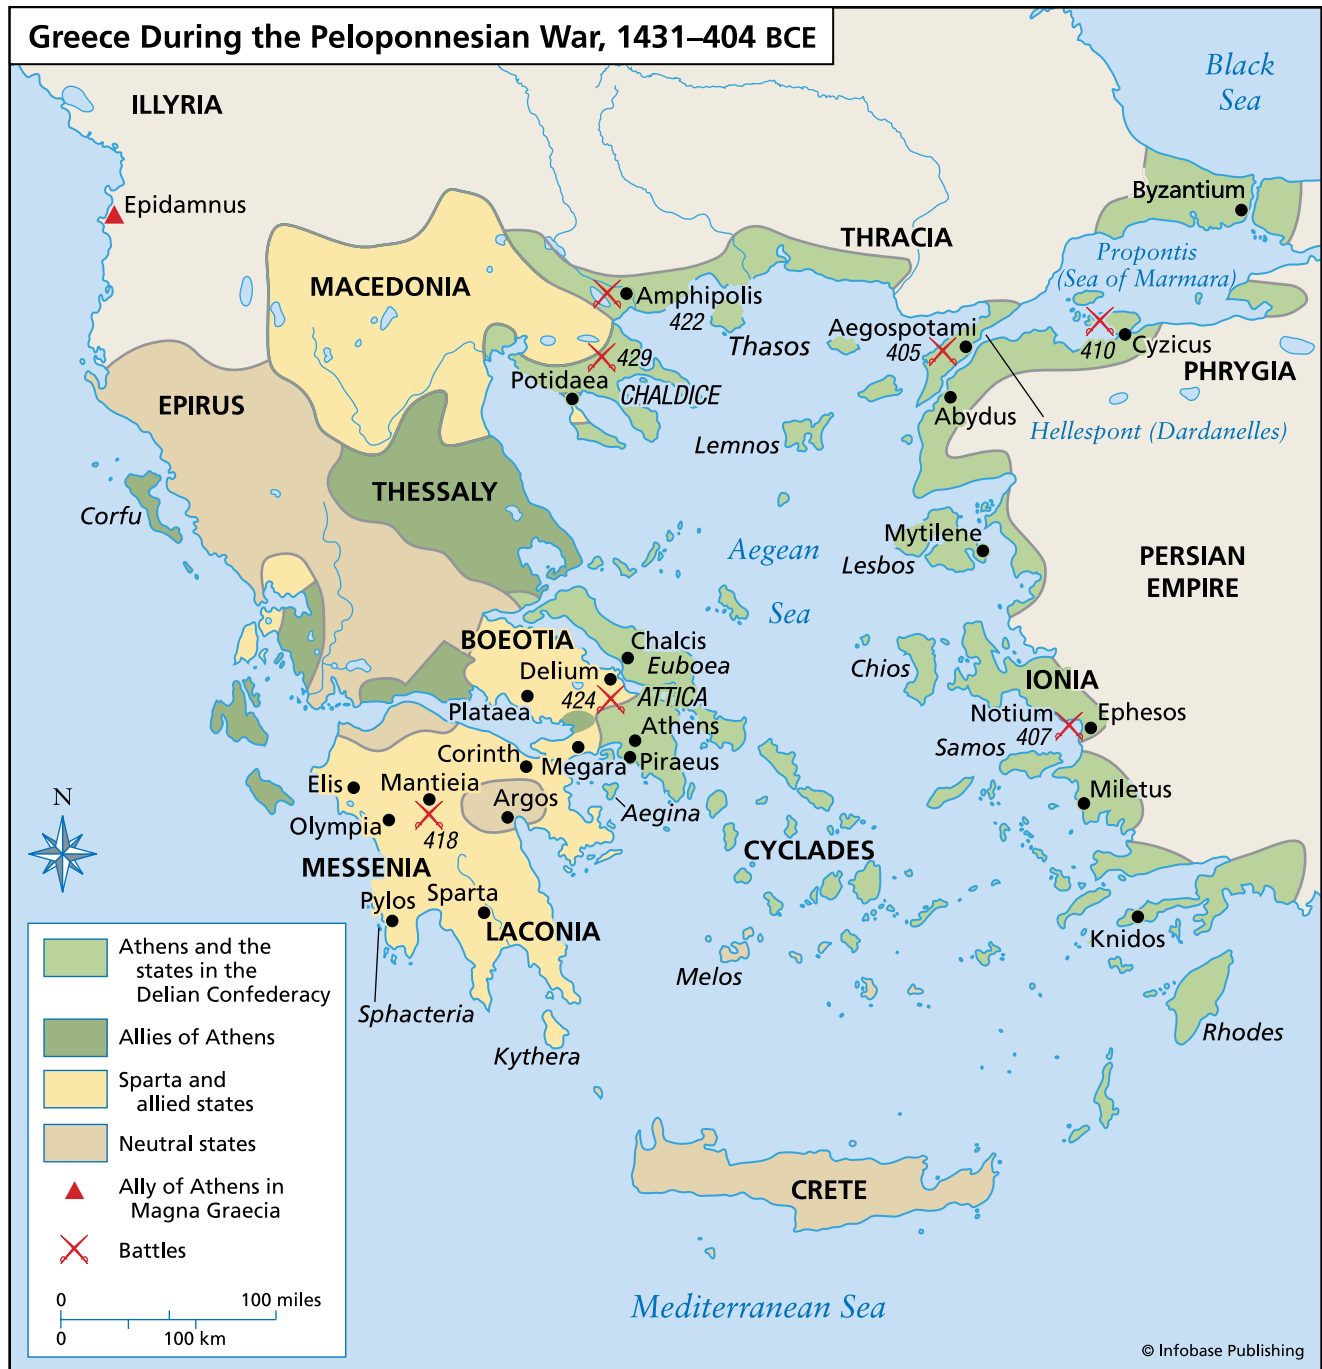 Greece During the Peloponnesian War, 1431–404 BCE
Black
Sea
ILLYRIA
Epidamnus
Byzantium
THRACIA
Propontis
(Sea of Marmara)
MACEDONIA
Amphipolis
422
Aegospotami
405
Thasos
410
Cyzicus
429
PHRYGIA
Potidaea
CHALDICE
EPIRUS
Abydus
Hellespont (Dardanelles)
Lemnos
THESSALY
Corfu
Mytilene
Aegean
Sea
Lesbos
PERSIAN
EMPIRE
BOEOTIA
Chalcis
Euboea
Delium
424
ATTICA
Chios
IONIA
Plataea
Athens
Notium
407
Ephesos
Corinth
Megara
Piraeus
Samos
Elis
Mantieia
Argos
Aegina
Miletus
Olympia
418
CYCLADES
MESSENIA
Pylos
Sparta
LACONIA
Knidos
Melos
Sphacteria
Rhodes
Kythera
CRETE
Mediterranean Sea
N
Athens and the
states in the
Delian Confederacy
Allies of Athens
Sparta and
allied states
Neutral states
Ally of Athens in
Magna Graecia
Battles
0 100 miles
0 100 km
© Infobase Publishing